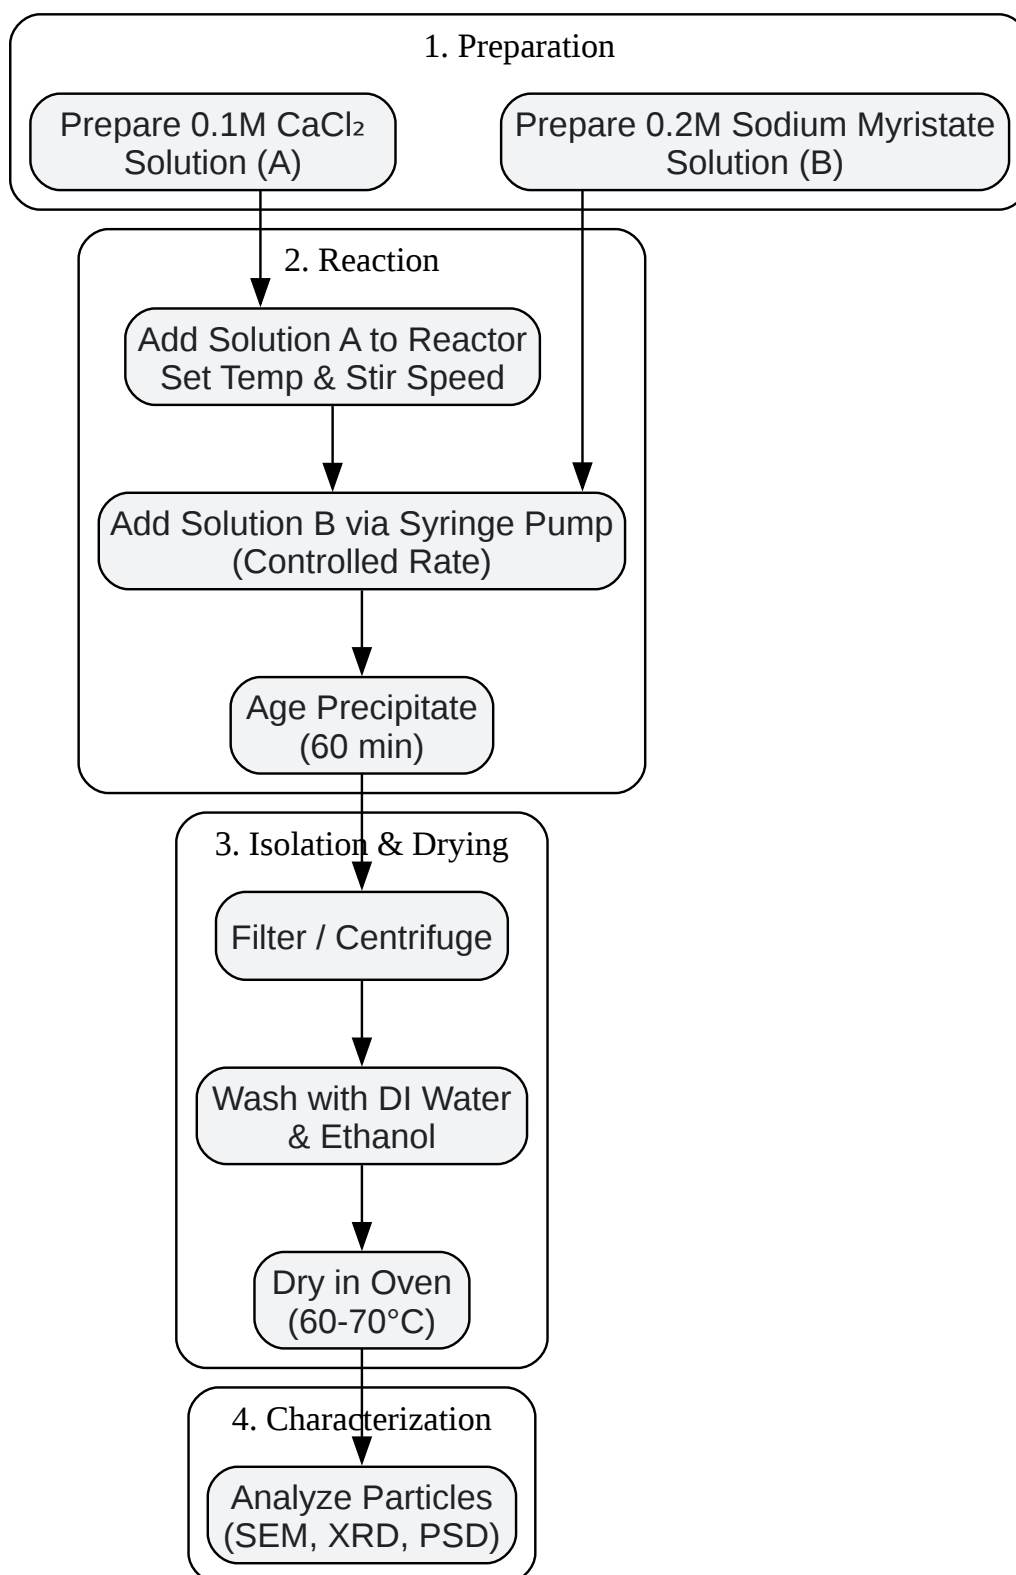 1. Preparation
Prepare 0.1M CaCl₂
Solution (A)
Prepare 0.2M Sodium Myristate
Solution (B)
2. Reaction
Add Solution A to Reactor
Set Temp & Stir Speed
Add Solution B via Syringe Pump
(Controlled Rate)
Age Precipitate
(60 min)
3. Isolation & Drying
Filter / Centrifuge
Wash with DI Water
& Ethanol
Dry in Oven
(60-70°C)
4. Characterization
Analyze Particles
(SEM, XRD, PSD)